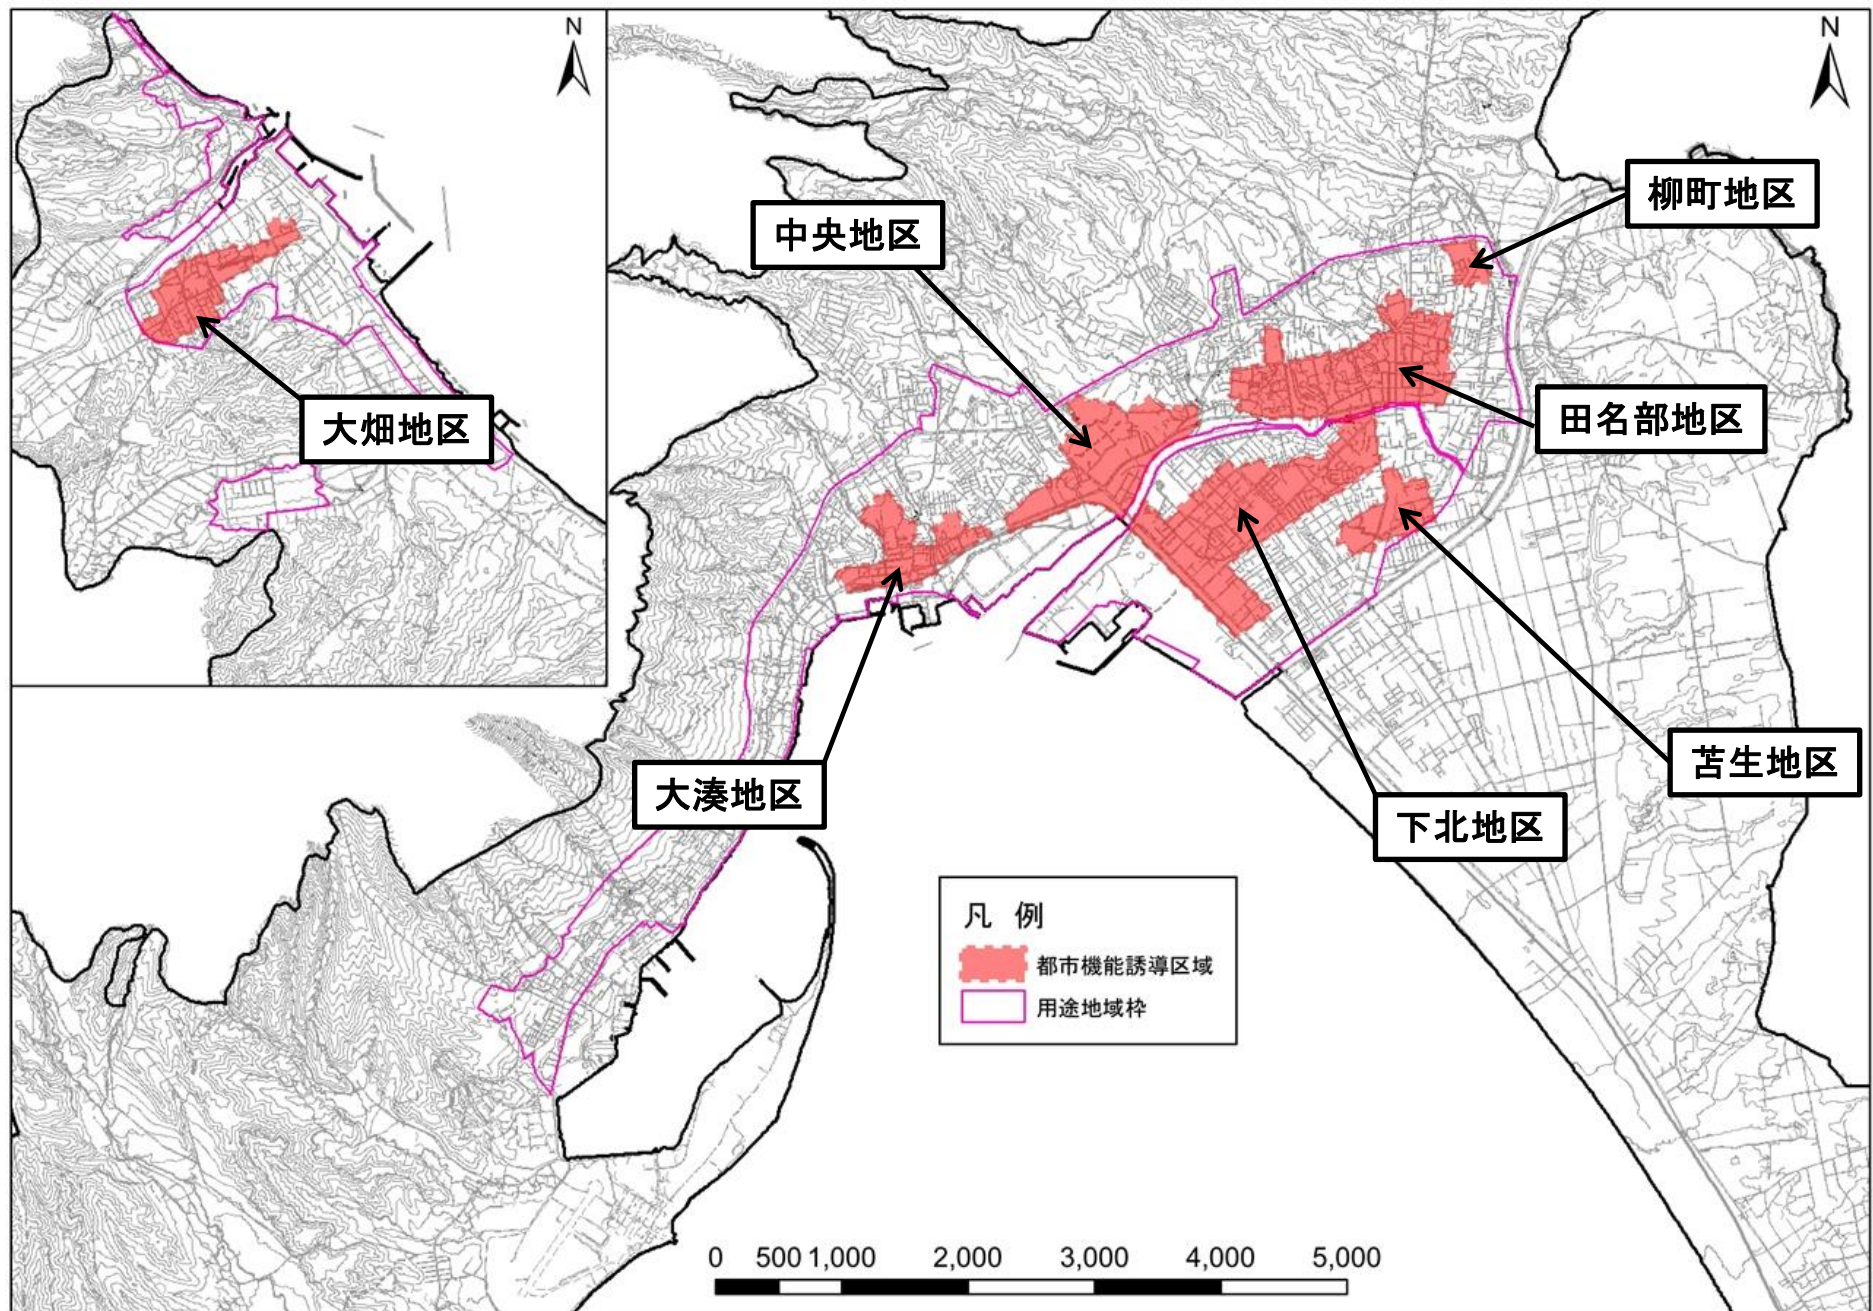 N
N
柳町地区
中央地区
田名部地区
大畑地区
苫生地区
大湊地区
下北地区
凡 例
都市機能誘導区域
用途地域枠
0 500 1,000 2,000 3,000 4,000 5,000